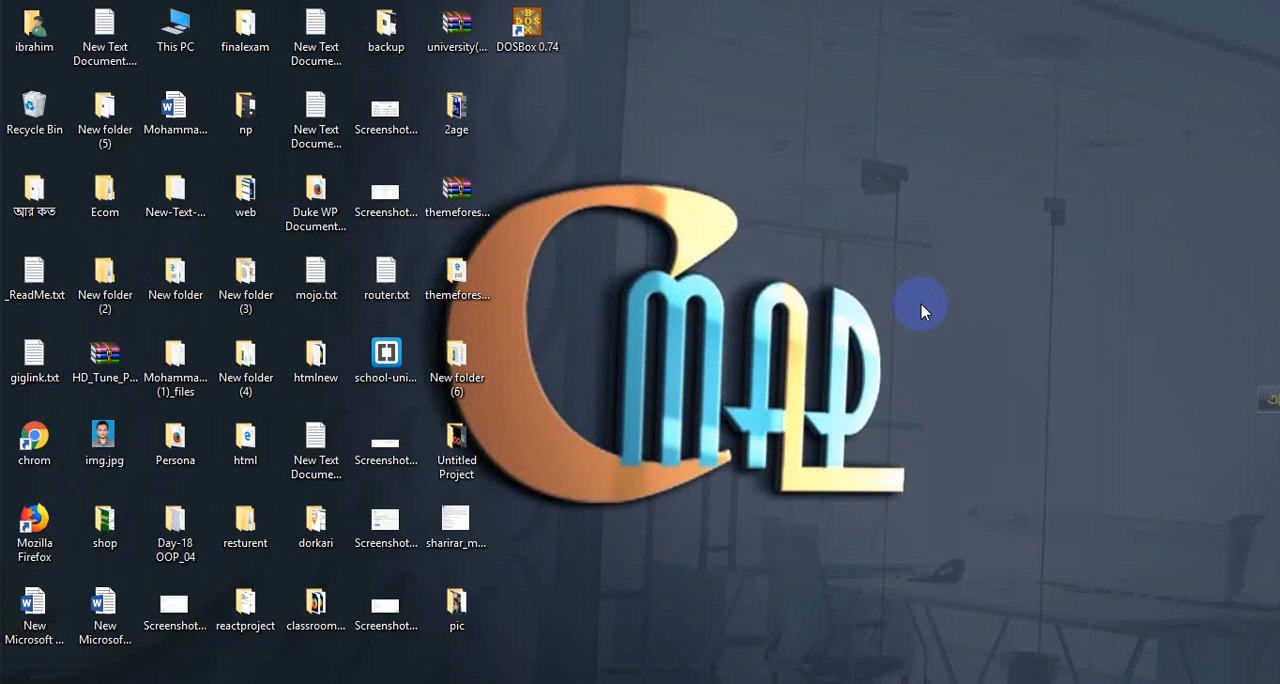 ibrahim
New Text
Document....
This PC
finalexam
New Text
Docume...
backup
university(...
DOSBox 0.74
Recycle Bin
New folder
(5)
Mohamma...
np
New Text
Docume...
Screenshot...
2age
আর কত
Ecom
New-Text-...
web
Duke WP
Document...
Screenshot...
themefores...
_ReadMe.txt
New folder
(2)
New folder
New folder
(3)
mojo.txt
router.txt
themefores...
giglink.txt
HD_Tune_P...
Mohamma...
(1)_files
New folder
(4)
htmlnew
school-uni...
New folder
(6)
chrom
img.jpg
Persona
html
New Text
Docume...
Screenshot...
Untitled
Project
Mozilla
Firefox
shop
Day-18
OOP_04
resturent
dorkari
Screenshot...
sharirar_m...
New
Microsoft ...
New
Microsof...
Screenshot...
reactproject
classroom...
Screenshot...
pic
CMAP